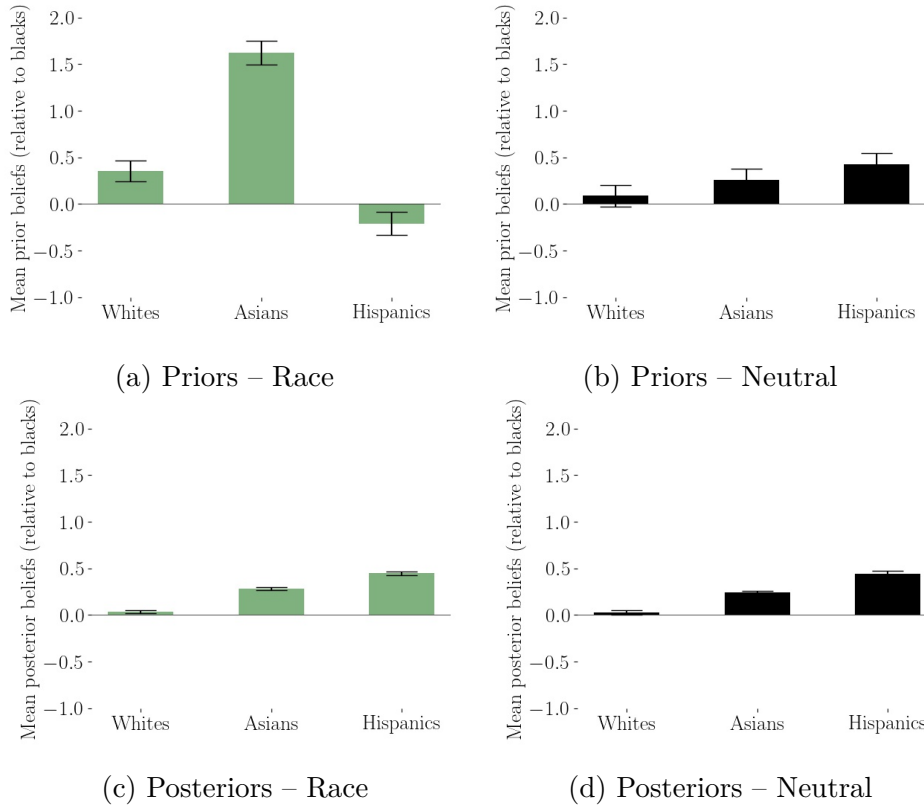 Mean prior beliefs (relative to blacks)
2.0
1.5
1.0
0.5
0.0
−0.5
−1.0
Whites Asians Hispanics
(a) Priors – Race
Mean prior beliefs (relative to blacks)
2.0
1.5
1.0
0.5
0.0
−0.5
−1.0
Whites Asians Hispanics
(b) Priors – Neutral
Mean posterior beliefs (relative to blacks)
2.0
1.5
1.0
0.5
0.0
−0.5
−1.0
Whites Asians Hispanics
(c) Posteriors – Race
Mean posterior beliefs (relative to blacks)
2.0
1.5
1.0
0.5
0.0
−0.5
−1.0
Whites Asians Hispanics
(d) Posteriors – Neutral